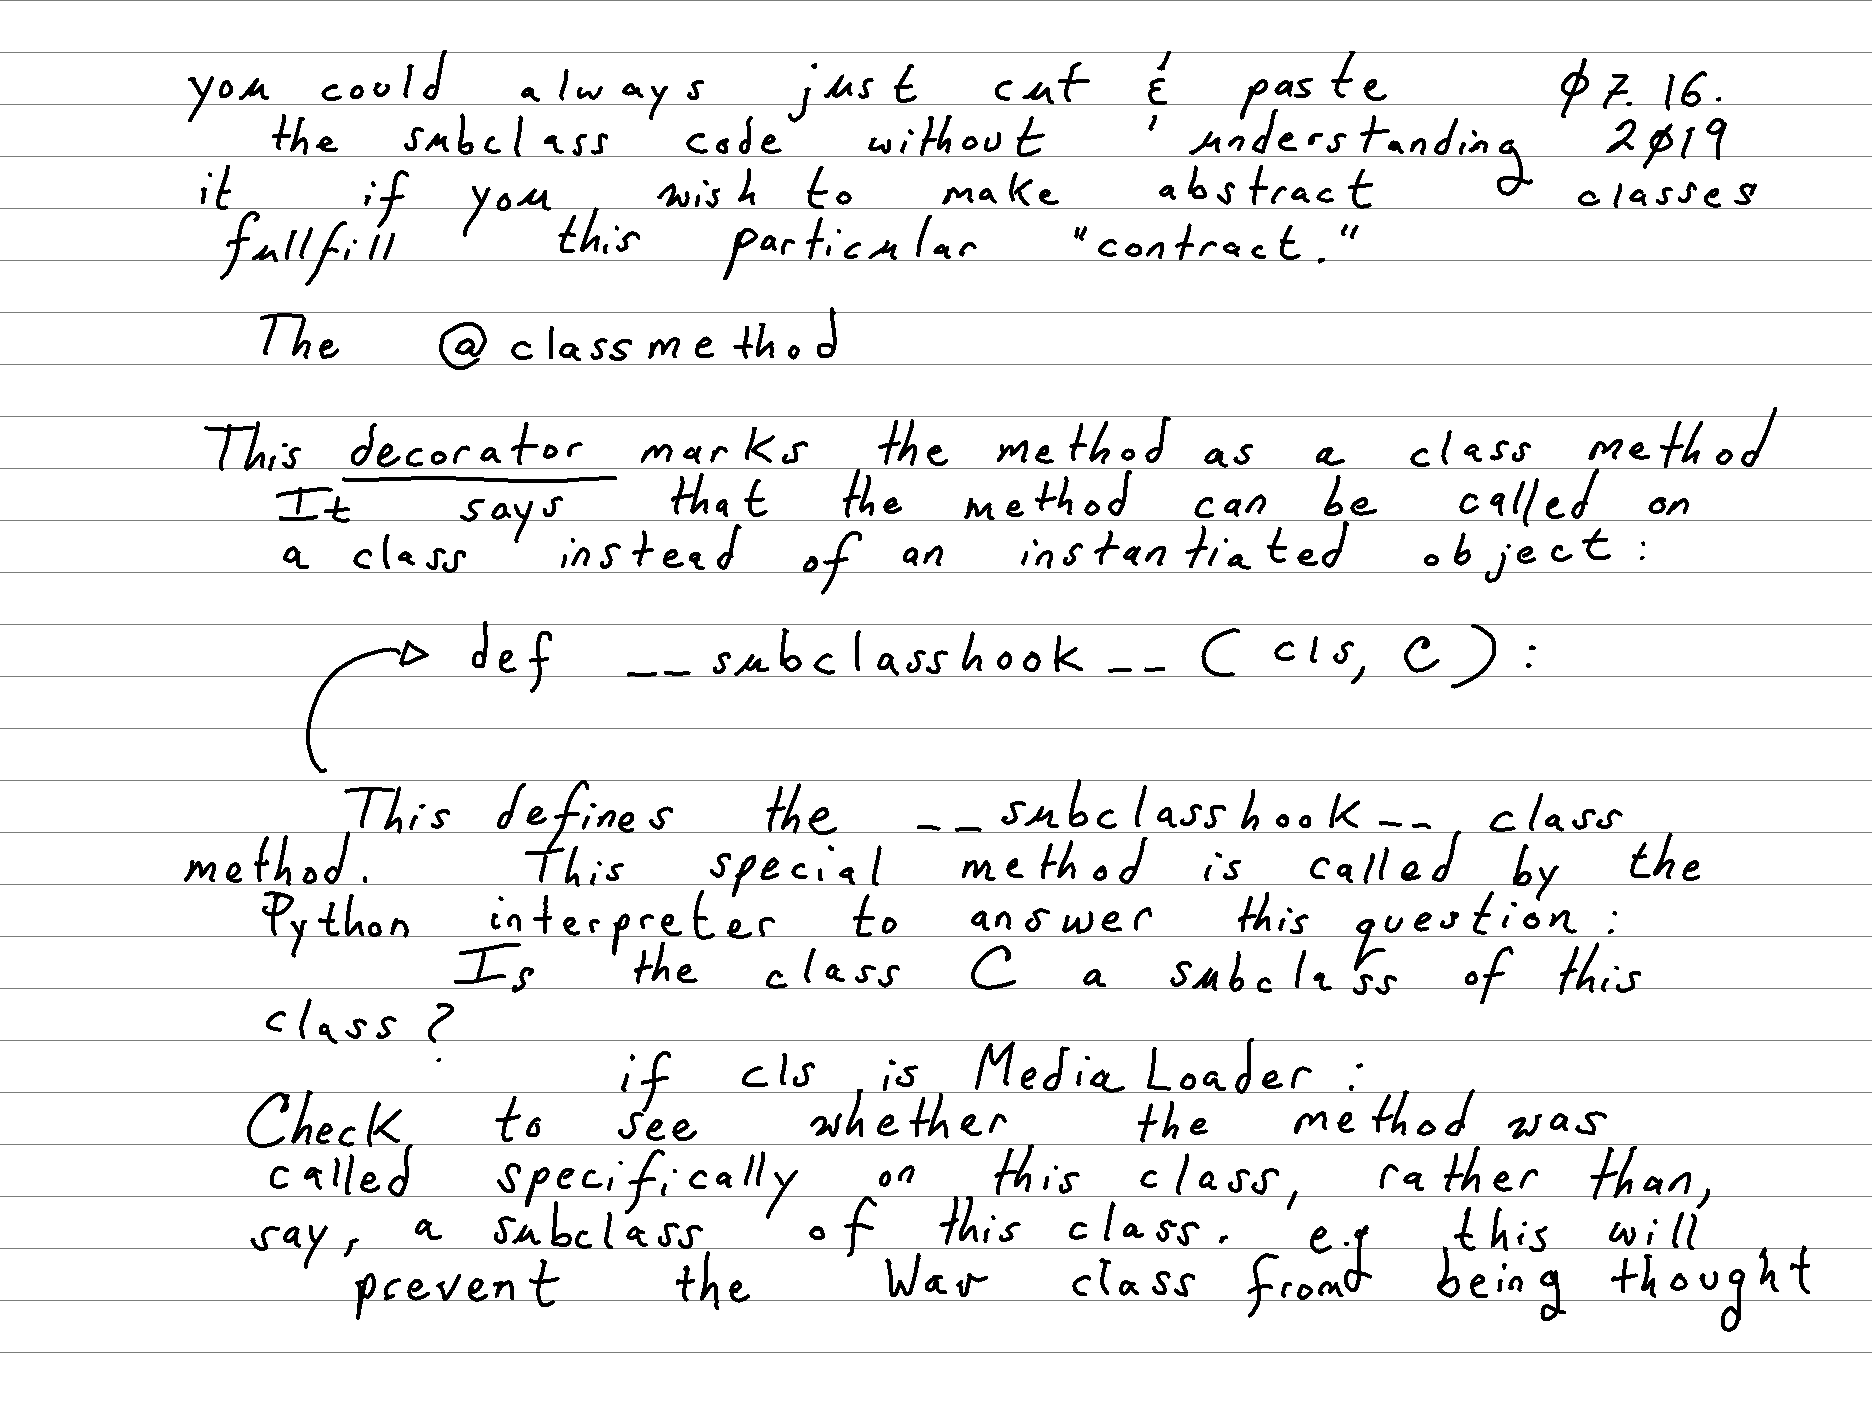 you could always just cut & paste ø7.16.
the subclass code without understanding 2ø19
it if you wish to make abstract classes
fullfill this particular "contract."
The @classmethod
This decorator marks the method as a class method
It says that the method can be called on
a class instead of an instantiated object:
def __subclasshook__(cls, C):
This defines the __subclasshook__ class
method. This special method is called by the
Python interpreter to answer this question:
Is the class C a subclass of this
class?
if cls is MediaLoader:
Check to see whether the method was
called specifically on this class, rather than,
say, a subclass of this class. e.g this will
prevent the Wav class from being thought